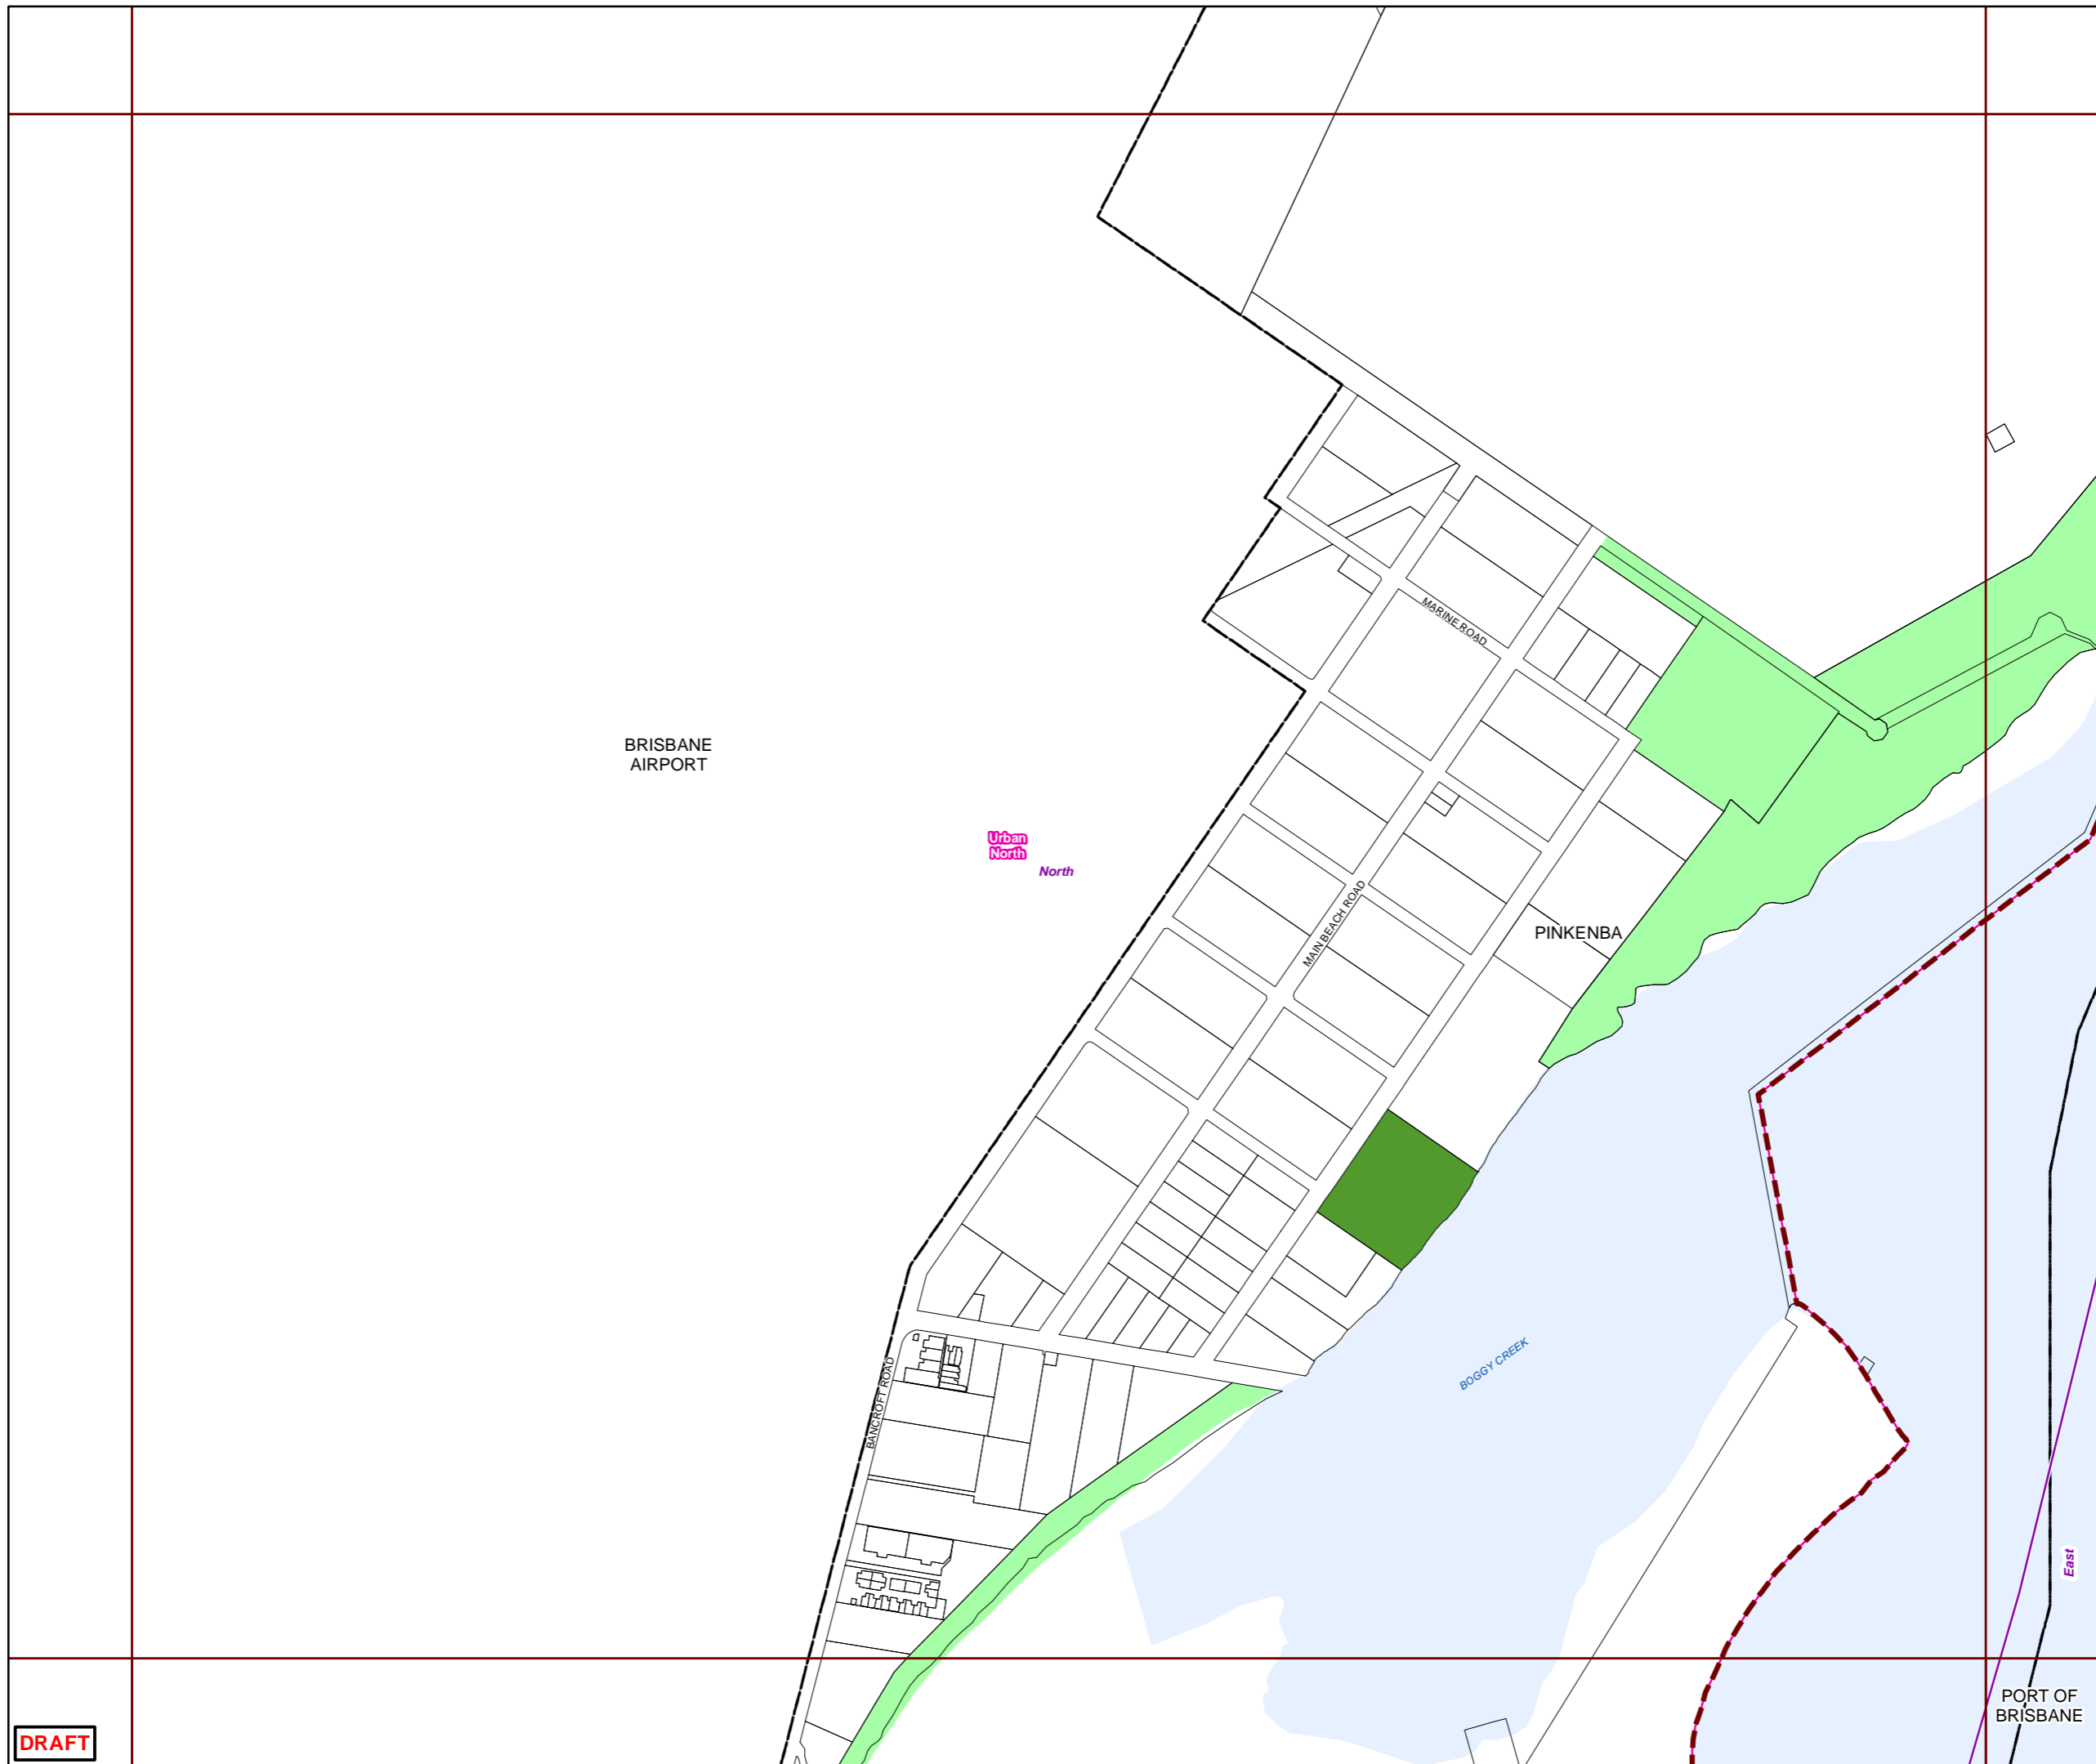 MARINE ROAD
BRISBANE
AIRPORT
Urban
North
North
MAIN BEACH ROAD
PINKENBA
BOGGY CREEK
BANCROFT ROAD
East
PORT OF
BRISBANE
DRAFT